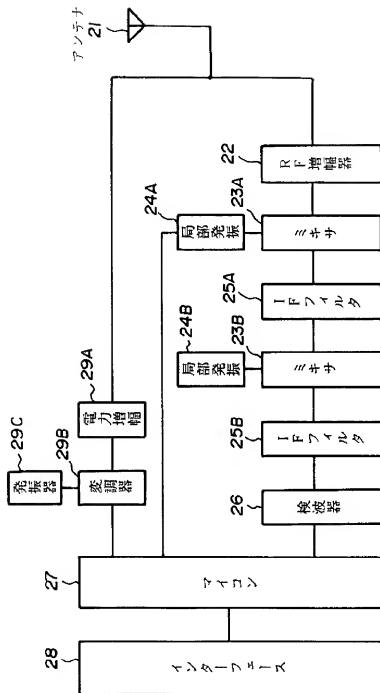 アンテナ
21
29C
発振器
29B
変調器
29A
電力増幅
24A
局部発振
24B
局部発振
22
RF増幅器
23A
ミキサ
25A
IFフィルタ
23B
ミキサ
25B
IFフィルタ
26
検波器
27
マイコン
28
インターフェース